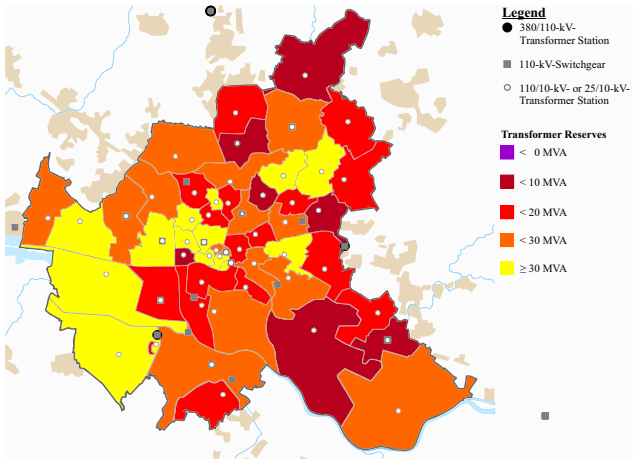 Legend
380/110-kV-
Transformer Station
110-kV-Switchgear
110/10-kV- or 25/10-kV-
Transformer Station
Transformer Reserves
< 0 MVA
< 10 MVA
< 20 MVA
< 30 MVA
≥ 30 MVA